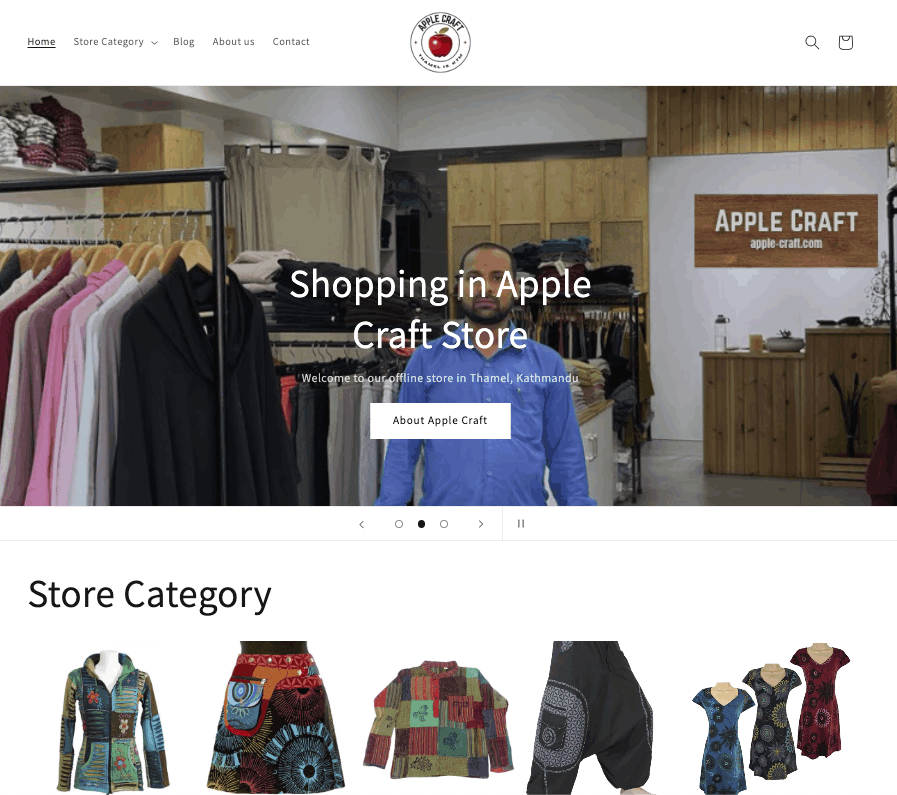 Home
Store Category
Blog
About us
Contact
APPLE CRAFT
THAMEL IS KTM
APPLE CRAFT
apple-craft.com
Shopping in Apple
Craft Store
Welcome to our offline store in Thamel, Kathmandu
About Apple Craft
Store Category